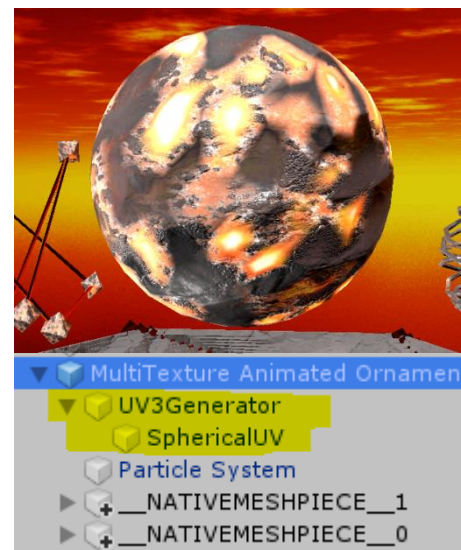 MultiTexture Animated Ornamen
UV3Generator
SphericalUV
Particle System
__NATIVEMESHPIECE__1
__NATIVEMESHPIECE__0